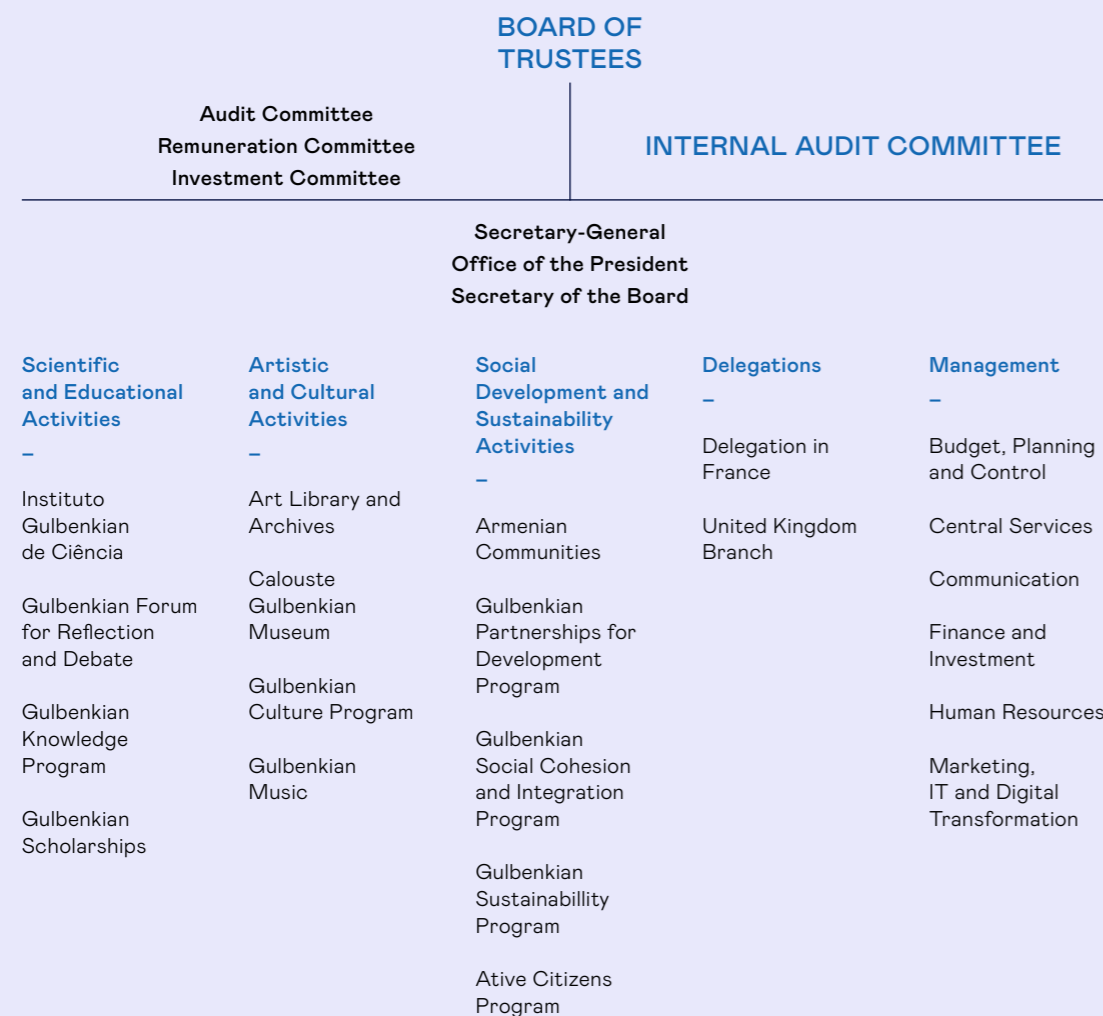 BOARD OF
TRUSTEES
Audit Committee
Remuneration Committee
Investment Committee
INTERNAL AUDIT COMMITTEE
Secretary-General
Office of the President
Secretary of the Board
Scientific
and Educational
Activities
–
Instituto
Gulbenkian
de Ciência
Gulbenkian Forum
for Reflection
and Debate
Gulbenkian
Knowledge
Program
Gulbenkian
Scholarships
Artistic
and Cultural
Activities
–
Art Library and
Archives
Calouste
Gulbenkian
Museum
Gulbenkian
Culture Program
Gulbenkian
Music
Social
Development and
Sustainability
Activities
–
Armenian
Communities
Gulbenkian
Partnerships for
Development
Program
Gulbenkian
Social Cohesion
and Integration
Program
Gulbenkian
Sustainabillity
Program
Ative Citizens
Program
Delegations
–
Delegation in
France
United Kingdom
Branch
Management
–
Budget, Planning
and Control
Central Services
Communication
Finance and
Investment
Human Resources
Marketing,
IT and Digital
Transformation